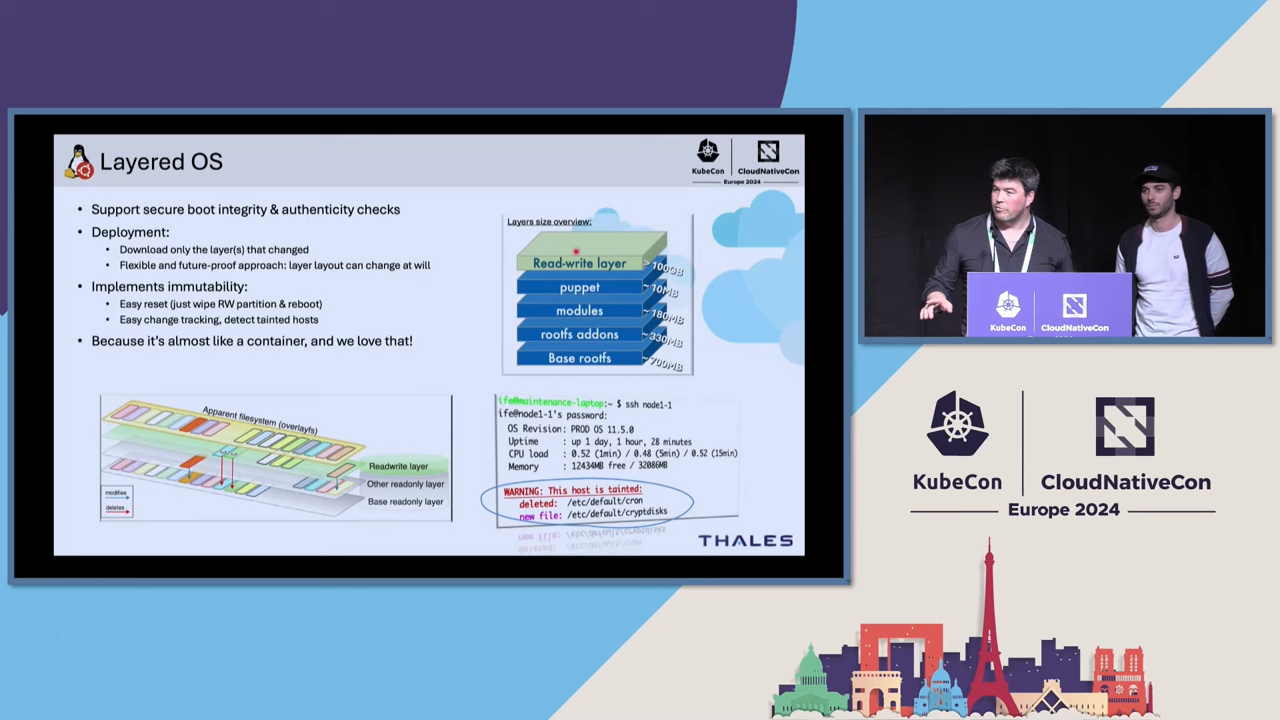 Layered OS
KubeCon
CloudNativeCon
Europe 2024
• Support secure boot integrity & authenticity checks
• Deployment:
• Download only the layer(s) that changed
• Flexible and future-proof approach: layer layout can change at will
• Implements immutability:
• Easy reset (just wipe RW partition & reboot)
• Easy change tracking, detect tainted hosts
• Because it's almost like a container, and we love that!
Layers size overview:
Read-write layer > 100GB
puppet ~ 10MB
modules ~ 180MB
rootfs addons ~ 330MB
Base rootfs ~ 700MB
Apparent filesystem (overlayfs)
Readwrite layer
Other readonly layer
Base readonly layer
modifies
deletes
ife@maintenance-laptop:~ $ ssh node1-1
ife@node1-1's password:
OS Revision: PROD OS 11.5.0
Uptime : up 1 day, 1 hour, 28 minutes
CPU load : 0.52 (1min) / 0.48 (5min) / 0.52 (15min)
Memory : 12434MB free / 32086MB
WARNING: This host is tainted:
deleted: /etc/default/cron
new file: /etc/default/cryptdisks
THALES
KubeCon
CloudNativeCon
KubeCon
CloudNativeCon
Europe 2024